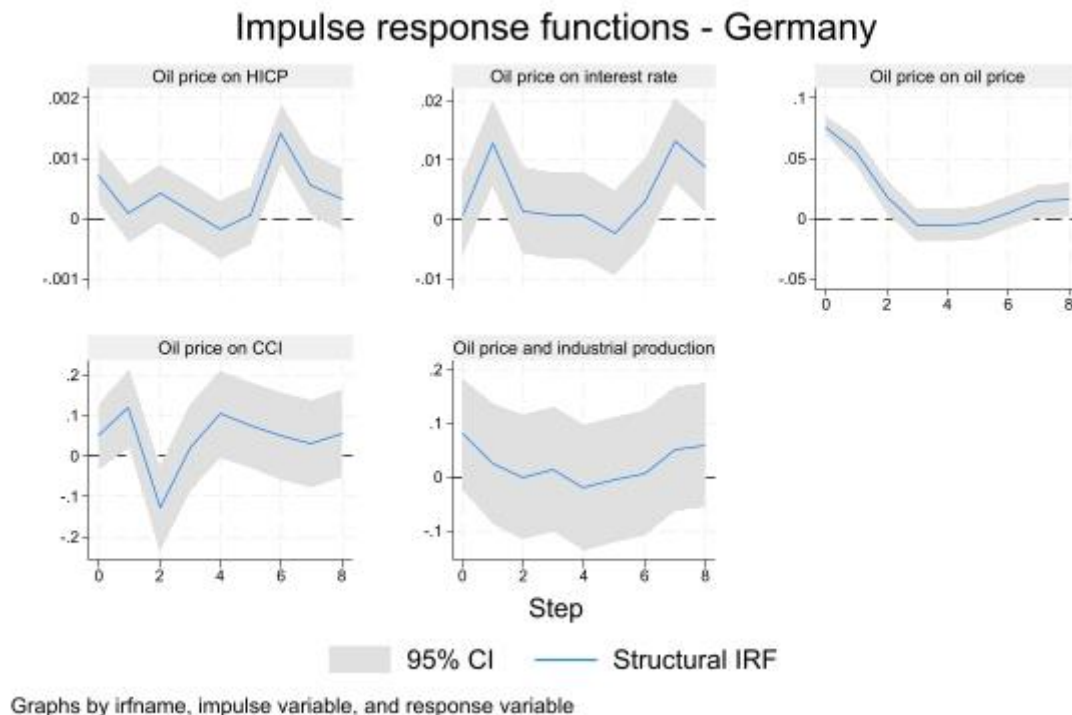 Impulse response functions - Germany
Oil price on HICP
Oil price on interest rate
Oil price on oil price
.002
.001
0
-.001
.02
.01
0
-.01
.1
.05
0
-.05
0 2 4 6 8
Oil price on CCI
Oil price and industrial production
.2
.1
0
-.1
-.2
0 2 4 6 8
.2
.1
0
-.1
0 2 4 6 8
Step
95% CI
Structural IRF
Graphs by irfname, impulse variable, and response variable